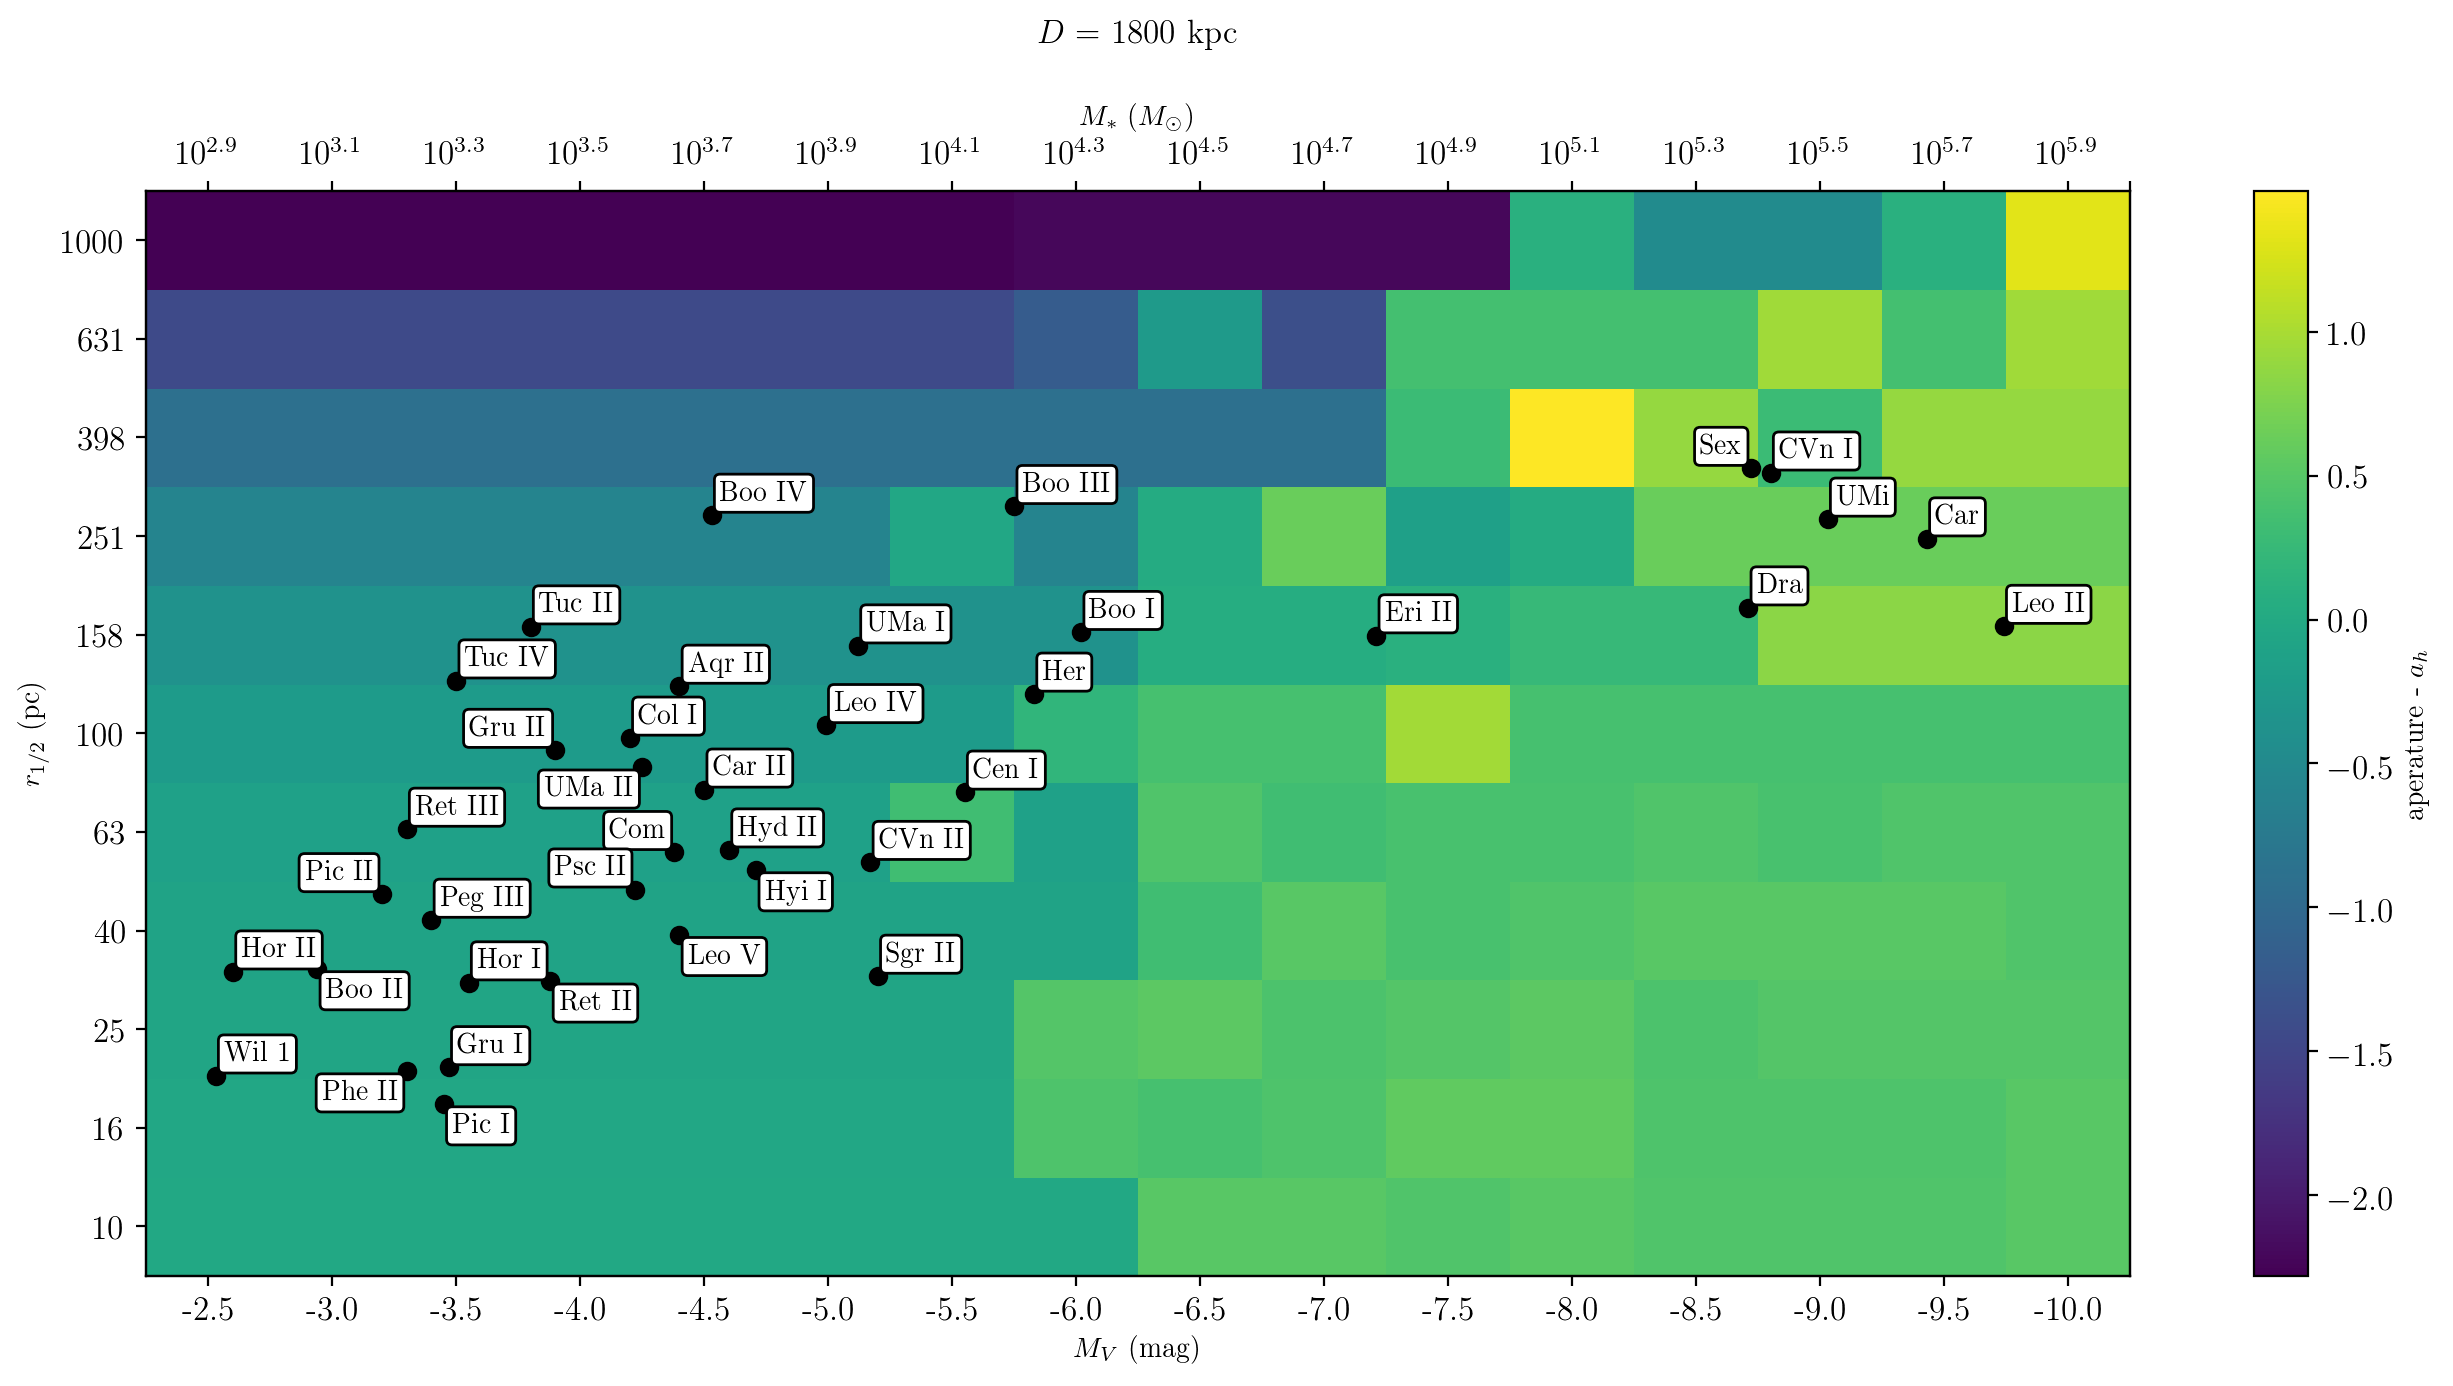 D = 1800 kpc
M* (M⊙)
10^2.9 10^3.1 10^3.3 10^3.5 10^3.7 10^3.9 10^4.1 10^4.3 10^4.5 10^4.7 10^4.9 10^5.1 10^5.3 10^5.5 10^5.7 10^5.9
1000
631
398
251
158
100
63
40
25
16
10
r1/2 (pc)
Sex
CVn I
Boo IV
Boo III
UMi
Car
Tuc II
Dra
Leo II
UMa I
Boo I
Eri II
Tuc IV
Aqr II
Her
Leo IV
Gru II
Col I
UMa II
Car II
Cen I
Ret III
Com
Hyd II
CVn II
Pic II
Psc II
Peg III
Hyi I
Hor II
Hor I
Leo V
Sgr II
Boo II
Ret II
Wil 1
Gru I
Phe II
Pic I
-2.5 -3.0 -3.5 -4.0 -4.5 -5.0 -5.5 -6.0 -6.5 -7.0 -7.5 -8.0 -8.5 -9.0 -9.5 -10.0
MV (mag)
1.0
0.5
0.0
−0.5
−1.0
−1.5
−2.0
aperature - ah